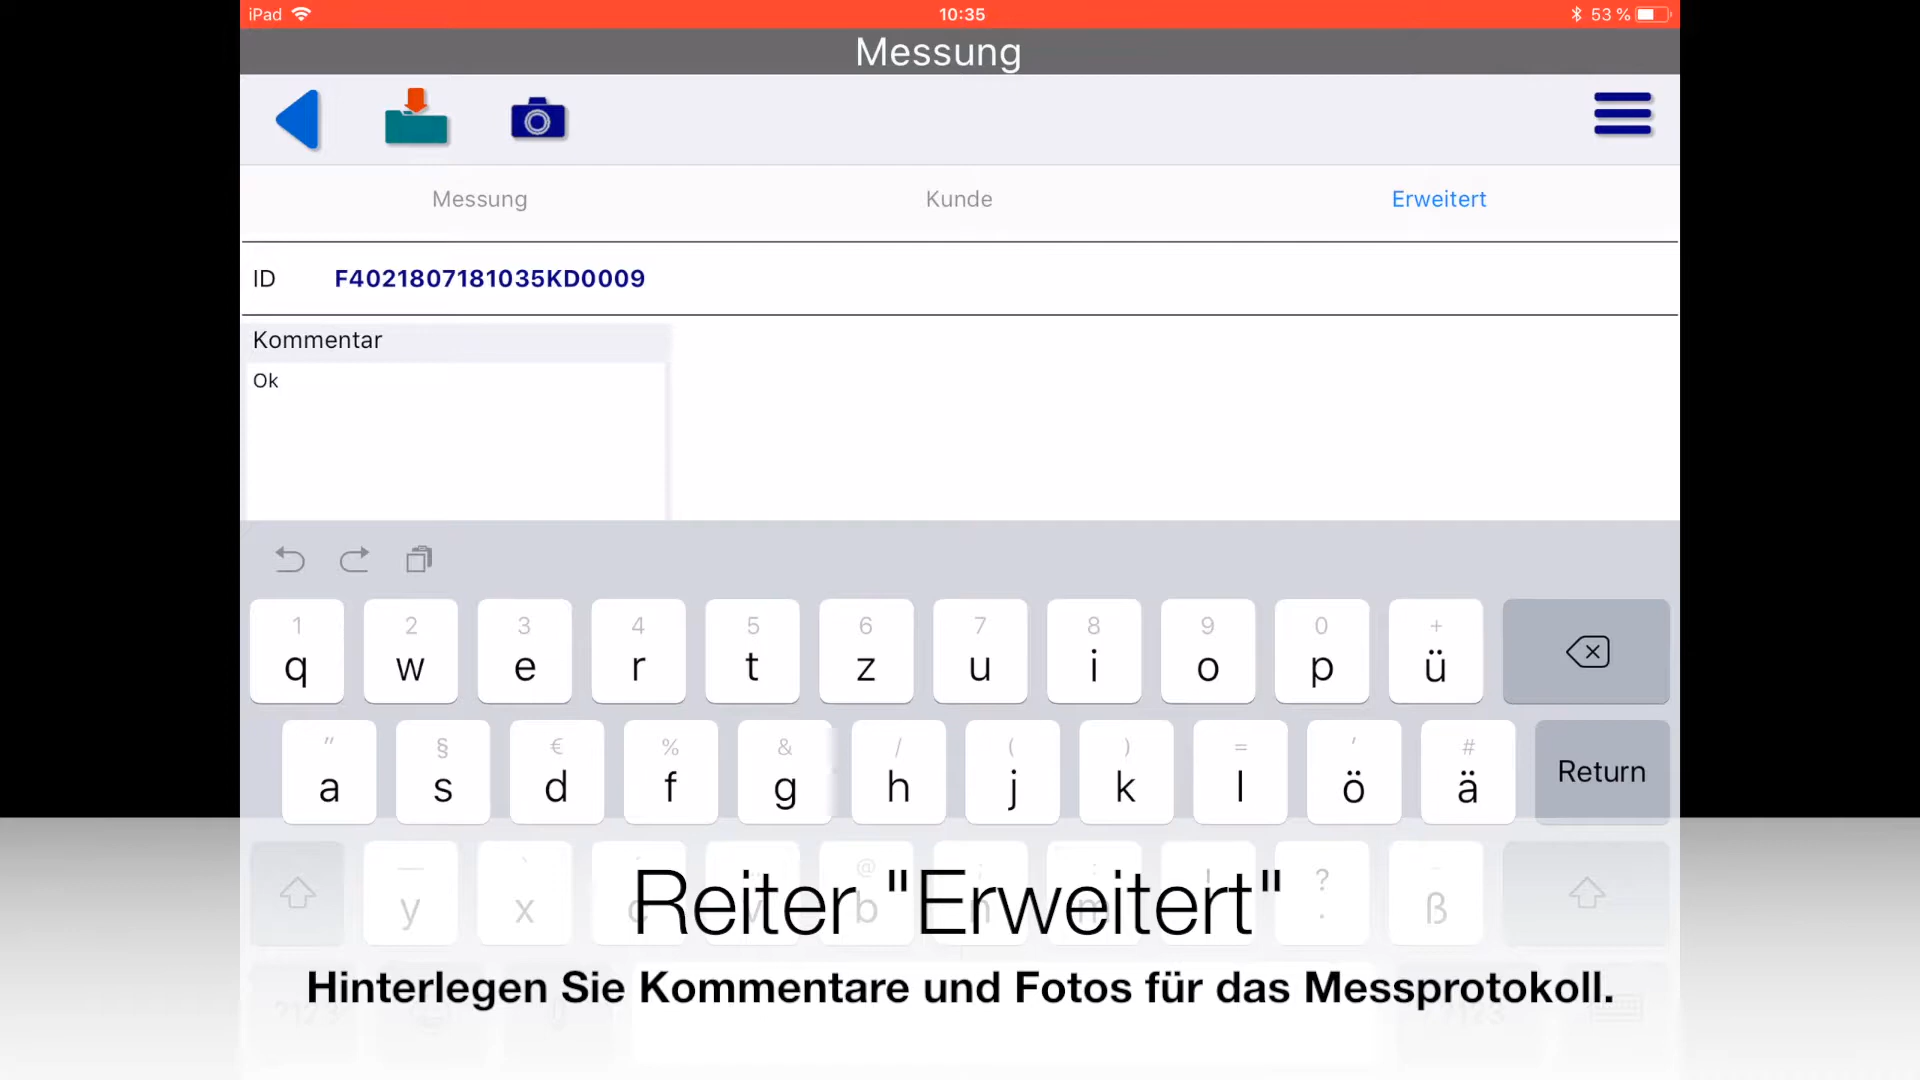 iPad 10:35 53 %
Messung
Messung Kunde Erweitert
ID F4021807181035KD0009
Kommentar
Ok
1 2 3 4 5 6 7 8 9 0 +
q w e r t z u i o p ü
" § € % & / ( ) = ' #
a s d f g h j k l ö ä Return
y x c v b n m ß
Reiter "Erweitert"
Hinterlegen Sie Kommentare und Fotos für das Messprotokoll.